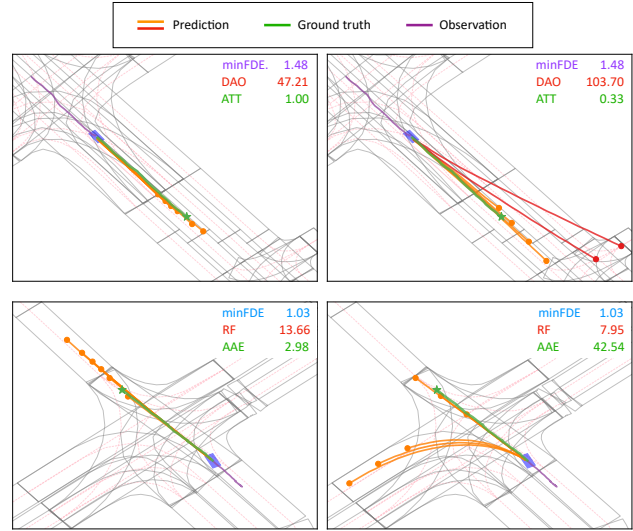 Prediction Ground truth Observation
minFDE. 1.48
DAO 47.21
ATT 1.00
minFDE 1.48
DAO 103.70
ATT 0.33
minFDE 1.03
RF 13.66
AAE 2.98
minFDE 1.03
RF 7.95
AAE 42.54